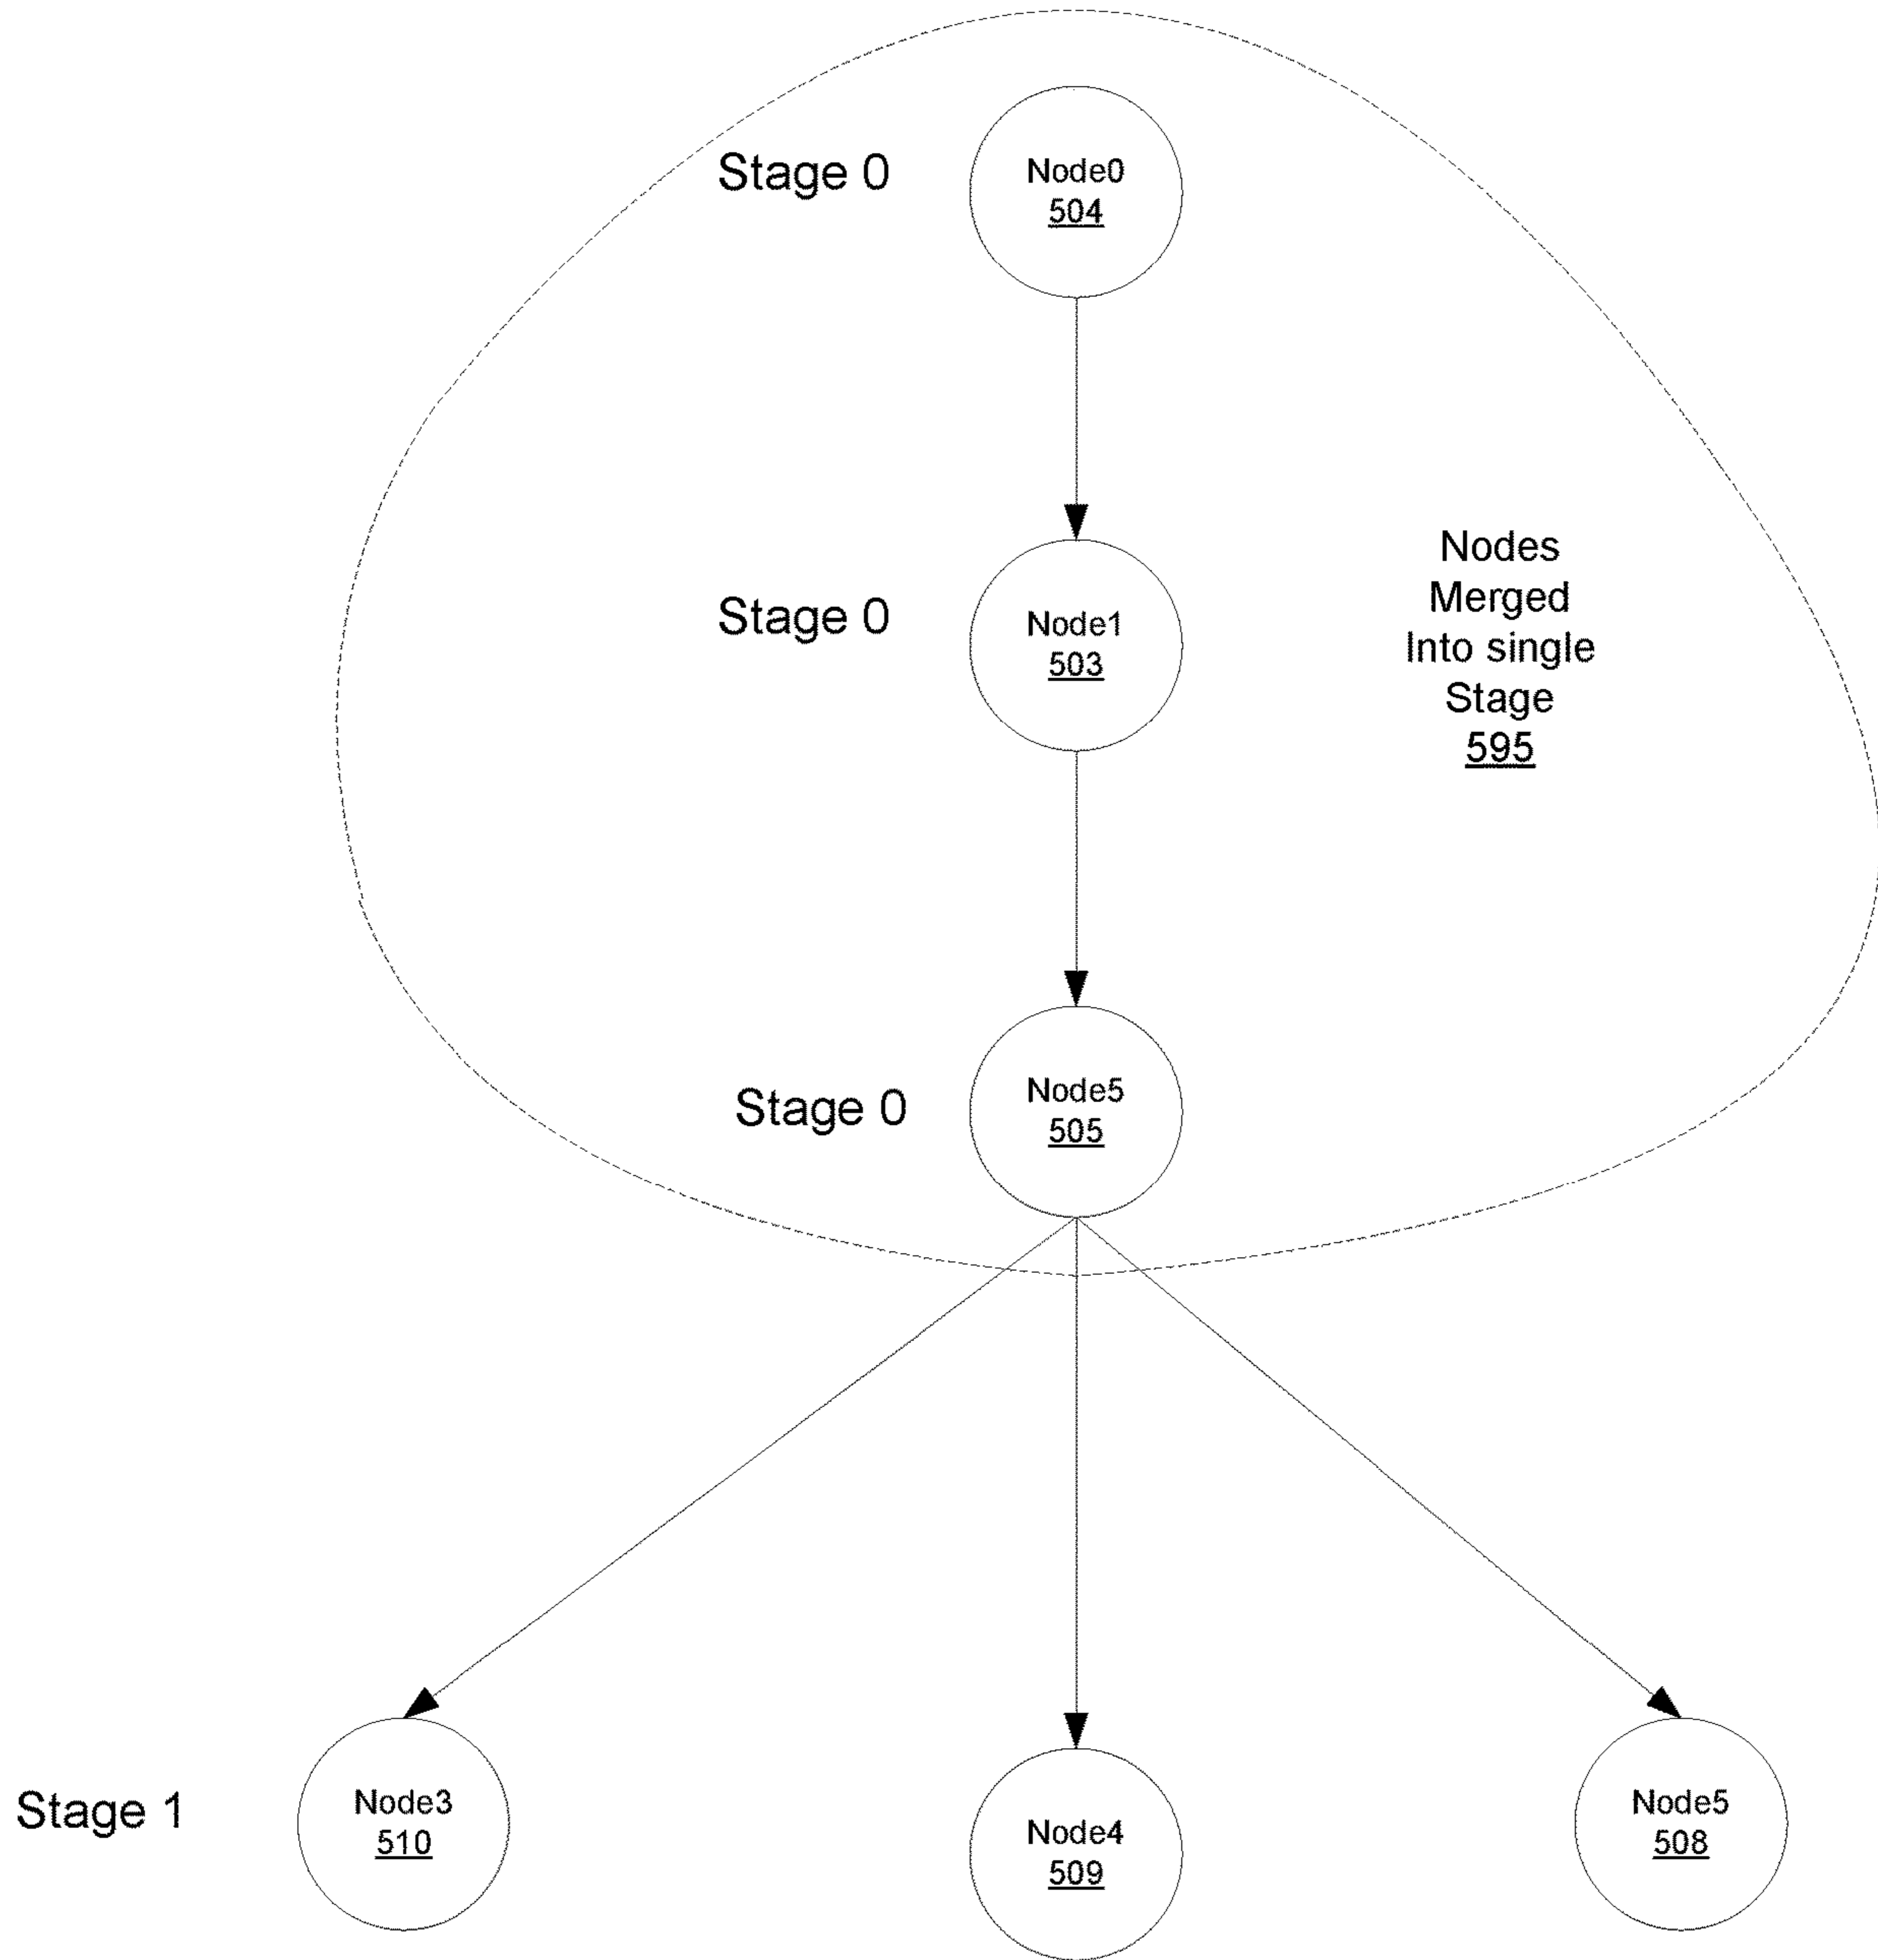 Stage 0
Node0
504
Stage 0
Node1
503
Nodes
Merged
Into single
Stage
595
Stage 0
Node5
505
Stage 1
Node3
510
Node4
509
Node5
508